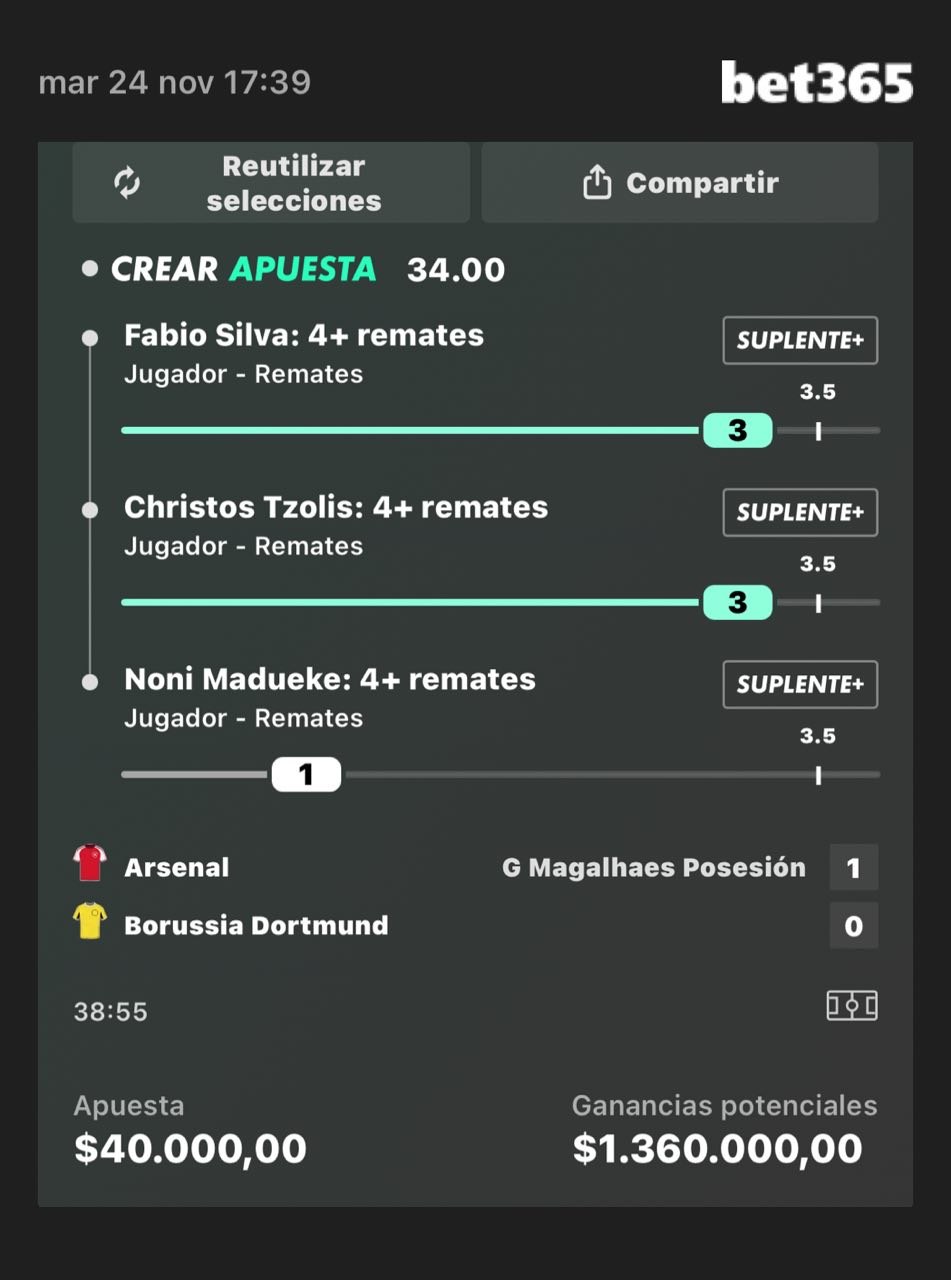 mar 24 nov 17:39
bet365
Reutilizar
selecciones
Compartir
CREAR APUESTA 34.00
Fabio Silva: 4+ remates
SUPLENTE+
Jugador - Remates
3.5
3
Christos Tzolis: 4+ remates
SUPLENTE+
Jugador - Remates
3.5
3
Noni Madueke: 4+ remates
SUPLENTE+
Jugador - Remates
3.5
1
Arsenal G Magalhaes Posesión 1
Borussia Dortmund 0
38:55
Apuesta Ganancias potenciales
$40.000,00 $1.360.000,00